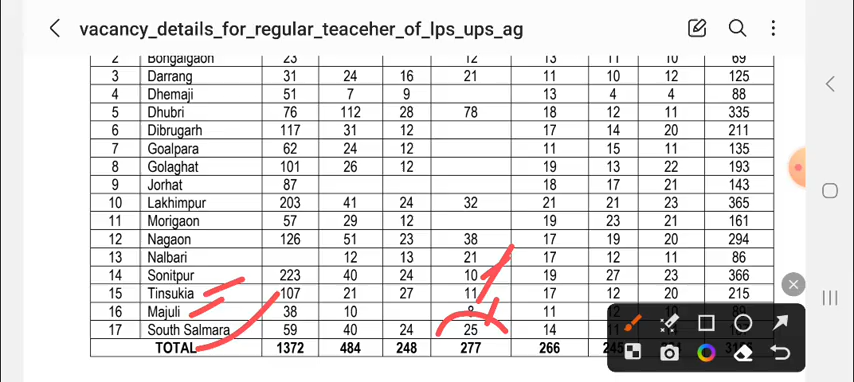 vacancy_details_for_regular_teaceher_of_lps_ups_ag
2 Bongaigaon 23 12 13 11 10 69
3 Darrang 31 24 16 21 11 10 12 125
4 Dhemaji 51 7 9 13 4 4 88
5 Dhubri 76 112 28 78 18 12 11 335
6 Dibrugarh 117 31 12 17 14 20 211
7 Goalpara 62 24 12 11 15 11 135
8 Golaghat 101 26 12 19 13 22 193
9 Jorhat 87 18 17 21 143
10 Lakhimpur 203 41 24 32 21 21 23 365
11 Morigaon 57 29 12 19 23 21 161
12 Nagaon 126 51 23 38 17 19 20 294
13 Nalbari 12 13 21 17 12 11 86
14 Sonitpur 223 40 24 10 19 27 23 366
15 Tinsukia 107 21 27 11 17 12 20 215
16 Majuli 38 10 11
17 South Salmara 59 40 24 25 14
TOTAL 1372 484 248 277 266